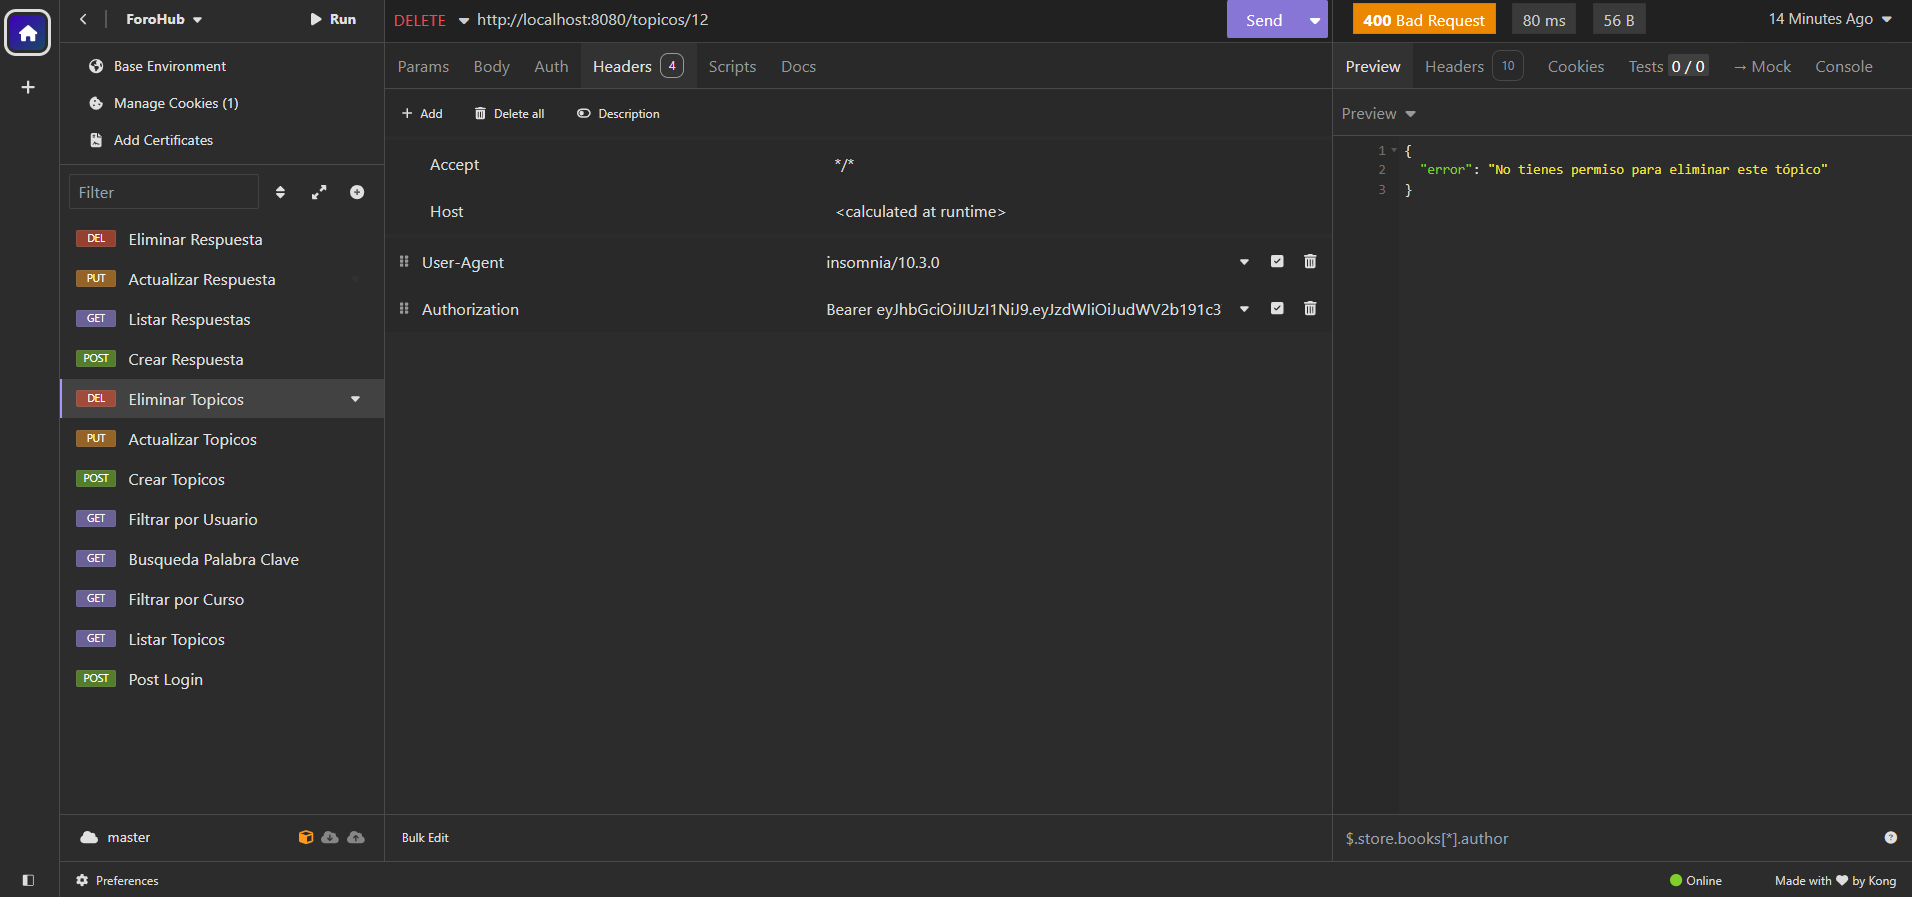 ForoHub
Run
Base Environment
Manage Cookies (1)
Add Certificates
Filter
DEL Eliminar Respuesta
PUT Actualizar Respuesta
GET Listar Respuestas
POST Crear Respuesta
DEL Eliminar Topicos
PUT Actualizar Topicos
POST Crear Topicos
GET Filtrar por Usuario
GET Busqueda Palabra Clave
GET Filtrar por Curso
GET Listar Topicos
POST Post Login
master
Preferences
DELETE http://localhost:8080/topicos/12 Send
Params Body Auth Headers 4 Scripts Docs
Add Delete all Description
Accept */*
Host <calculated at runtime>
User-Agent insomnia/10.3.0
Authorization Bearer eyJhbGciOiJIUzI1NiJ9.eyJzdWIiOiJudWV2b191c3
Bulk Edit
400 Bad Request 80 ms 56 B 14 Minutes Ago
Preview Headers 10 Cookies Tests 0 / 0 → Mock Console
Preview
1 {
2 "error": "No tienes permiso para eliminar este tópico"
3 }
$.store.books[*].author
Online Made with ❤ by Kong